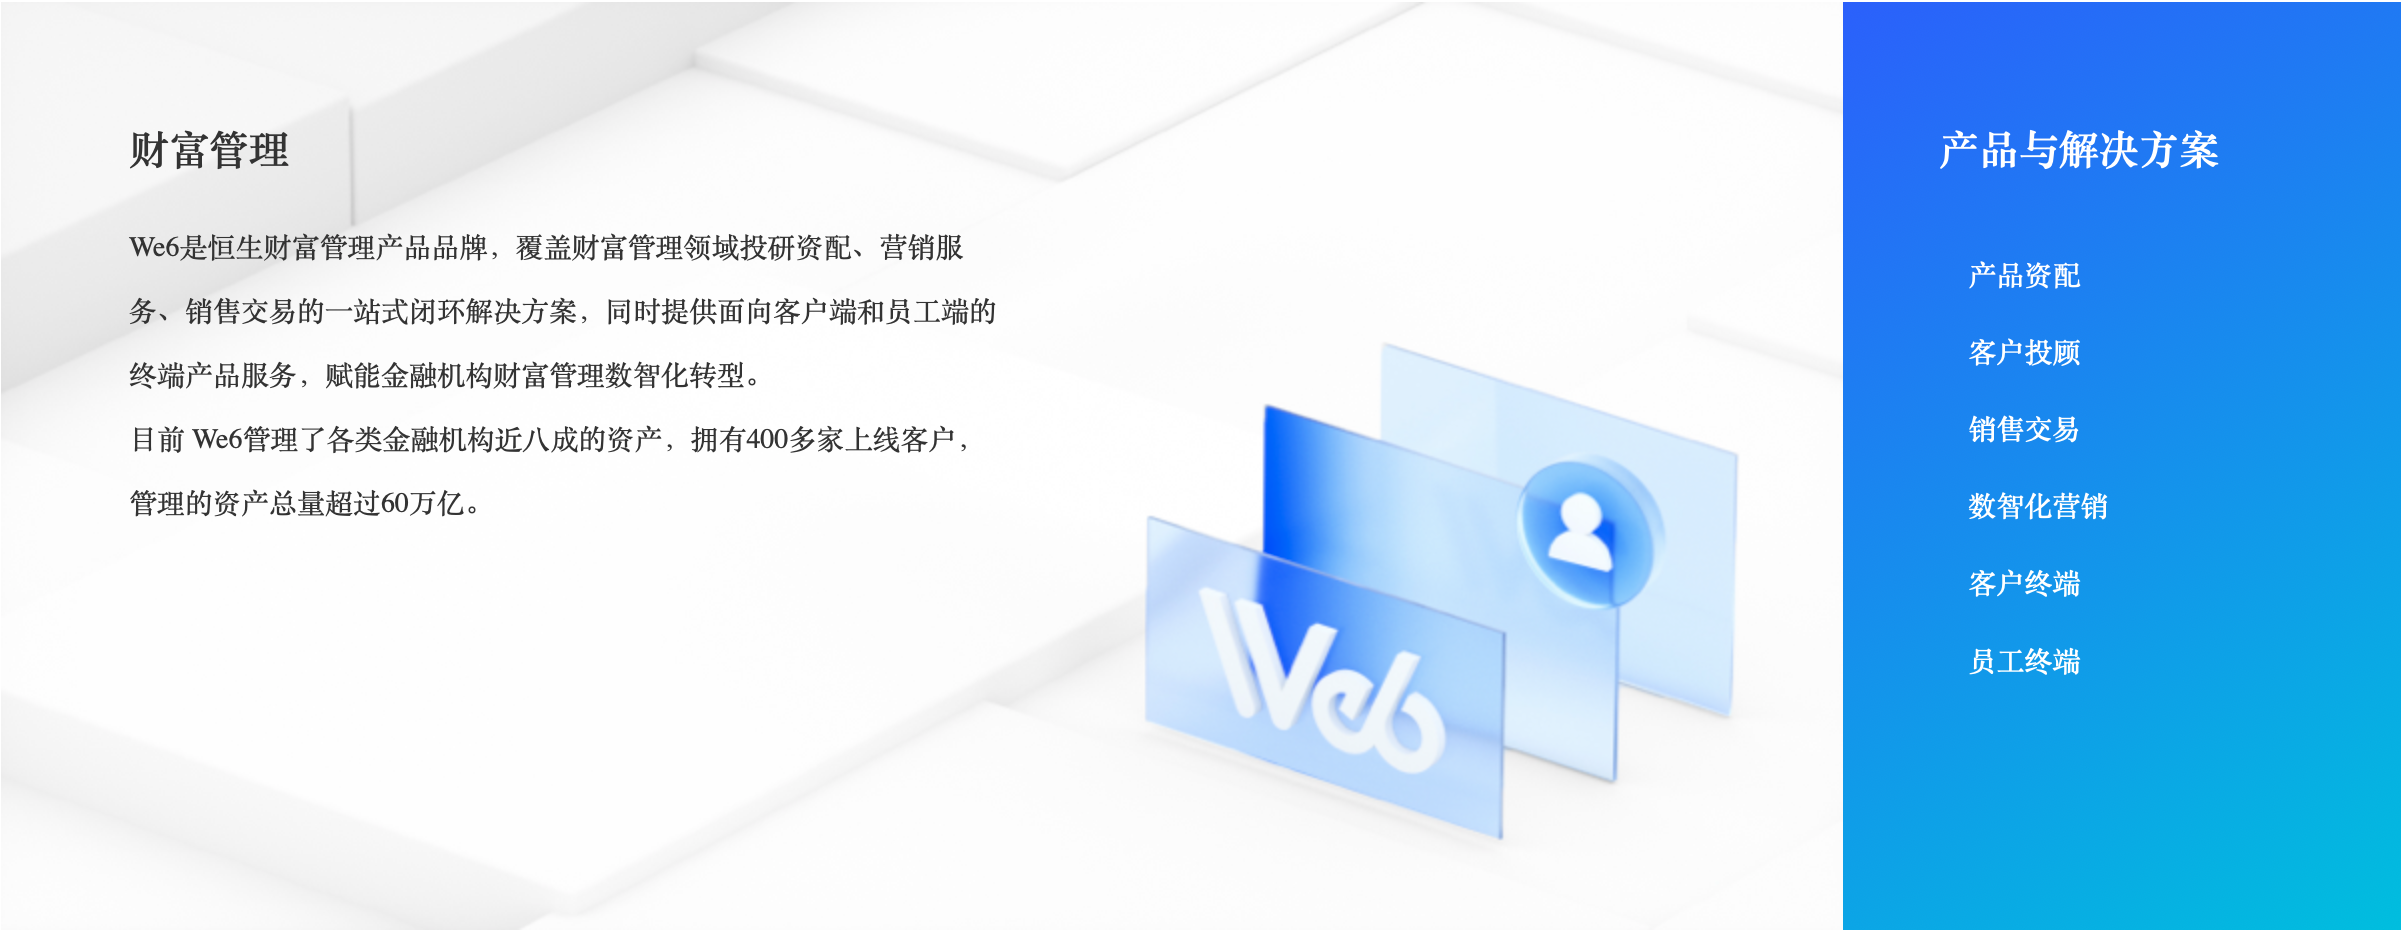 财富管理
We6是恒生财富管理产品品牌，覆盖财富管理领域投研资配、营销服
务、销售交易的一站式闭环解决方案，同时提供面向客户端和员工端的
终端产品服务，赋能金融机构财富管理数智化转型。
目前 We6管理了各类金融机构近八成的资产，拥有400多家上线客户，
管理的资产总量超过60万亿。
We6
产品与解决方案
产品资配
客户投顾
销售交易
数智化营销
客户终端
员工终端